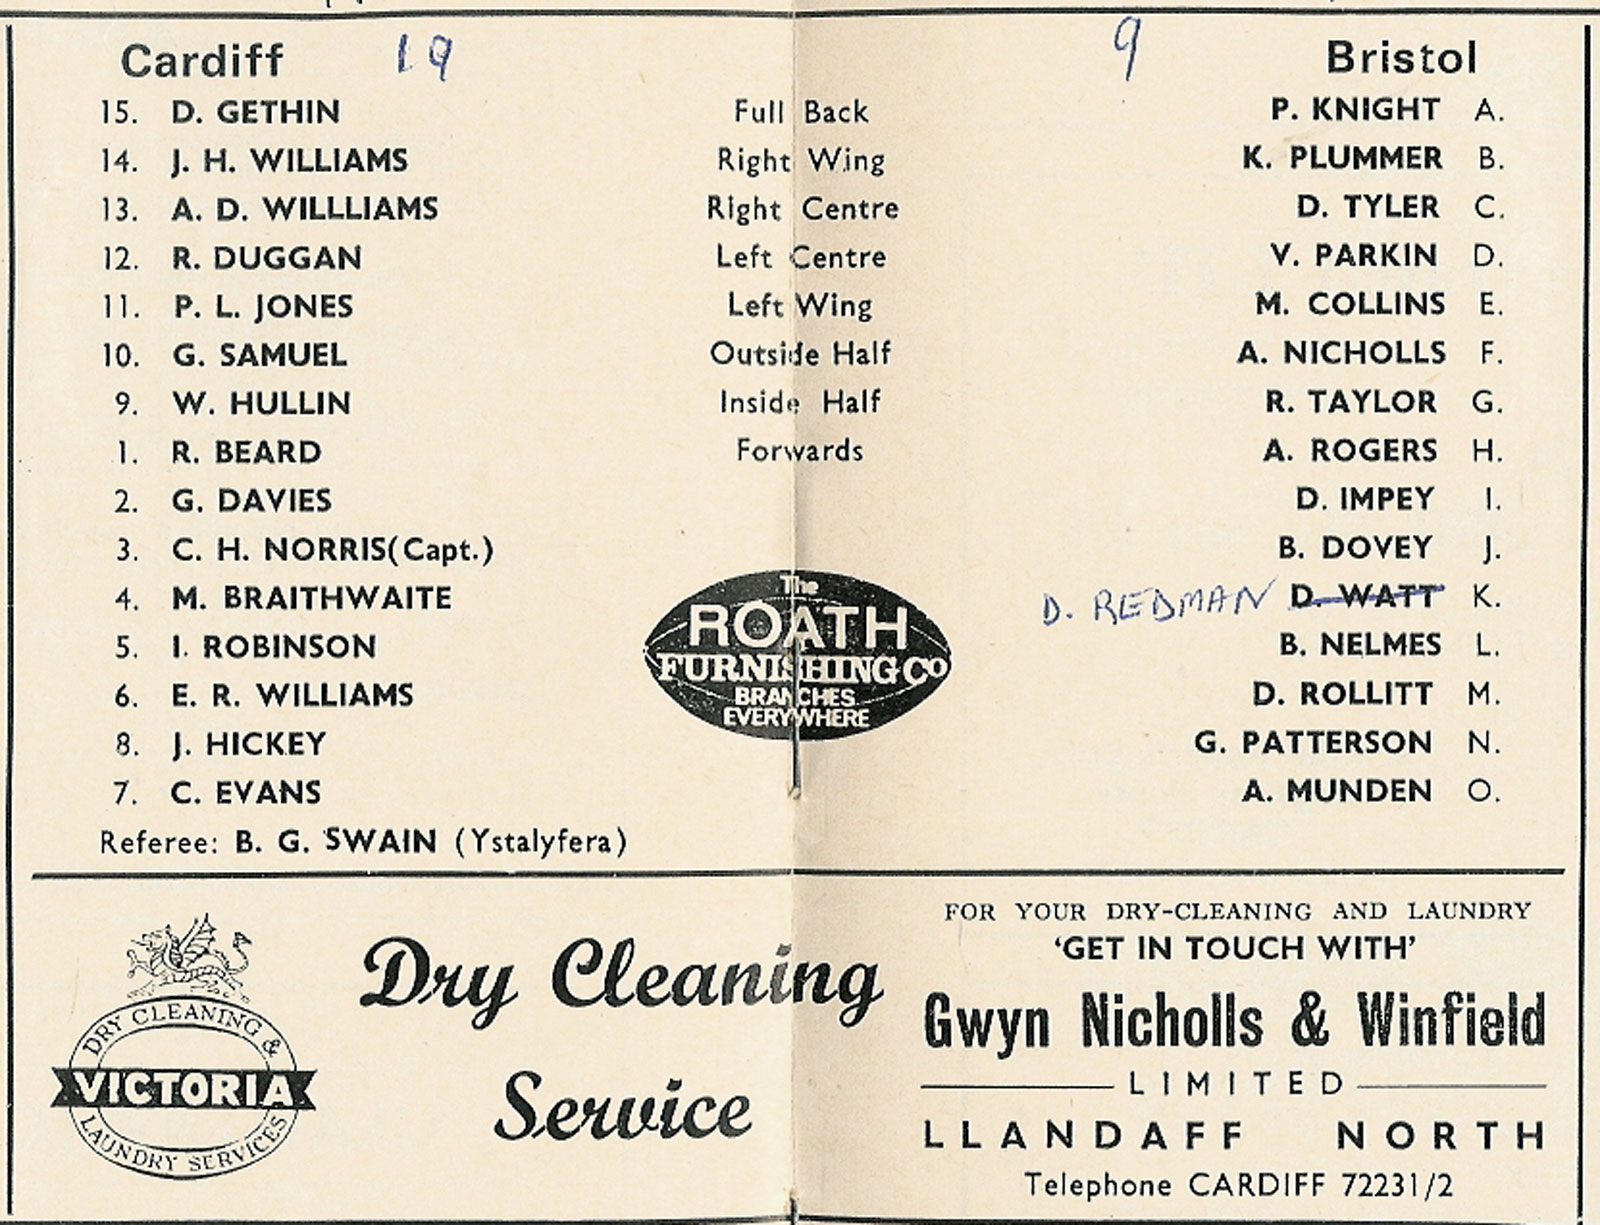 Cardiff 19 9 Bristol
15. D. GETHIN Full Back P. KNIGHT A.
14. J. H. WILLIAMS Right Wing K. PLUMMER B.
13. A. D. WILLLIAMS Right Centre D. TYLER C.
12. R. DUGGAN Left Centre V. PARKIN D.
11. P. L. JONES Left Wing M. COLLINS E.
10. G. SAMUEL Outside Half A. NICHOLLS F.
9. W. HULLIN Inside Half R. TAYLOR G.
1. R. BEARD Forwards A. ROGERS H.
2. G. DAVIES D. IMPEY I.
3. C. H. NORRIS(Capt.) B. DOVEY J.
4. M. BRAITHWAITE D. REDMAN D. WATT K.
5. I. ROBINSON B. NELMES L.
6. E. R. WILLIAMS D. ROLLITT M.
8. J. HICKEY G. PATTERSON N.
7. C. EVANS A. MUNDEN O.
The
ROATH
FURNISHING CO
BRANCHES
EVERYWHERE
Referee: B. G. SWAIN (Ystalyfera)
DRY CLEANING &
VICTORIA
LAUNDRY SERVICES
Dry Cleaning
Service
FOR YOUR DRY-CLEANING AND LAUNDRY
'GET IN TOUCH WITH'
Gwyn Nicholls & Winfield
LIMITED
LLANDAFF NORTH
Telephone CARDIFF 72231/2